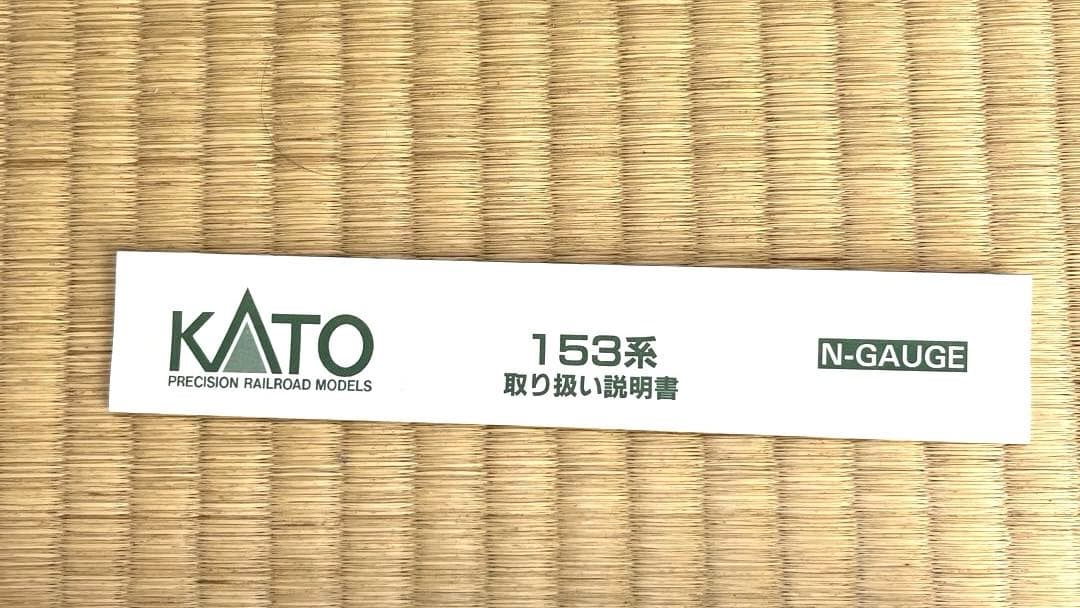 KATO
PRECISION RAILROAD MODELS
153系
取り扱い説明書
N-GAUGE